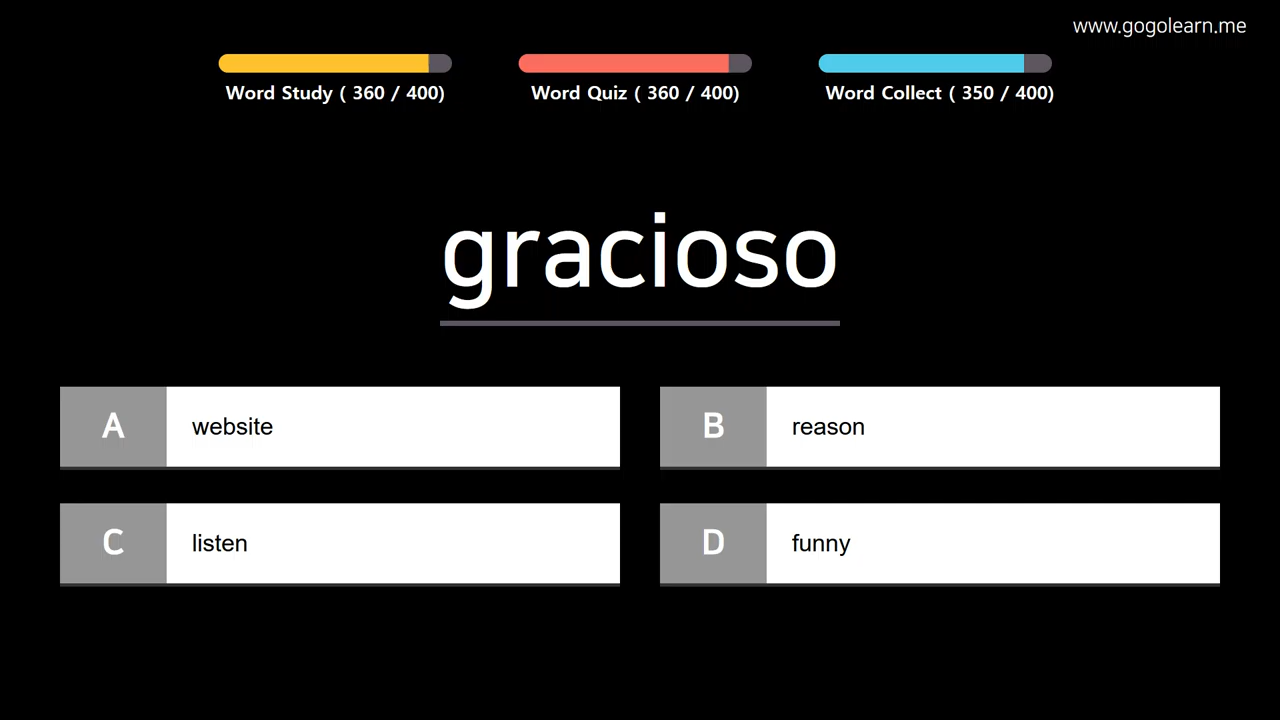 www.gogolearn.me
Word Study ( 360 / 400)
Word Quiz ( 360 / 400)
Word Collect ( 350 / 400)
gracioso
A website
B reason
C listen
D funny